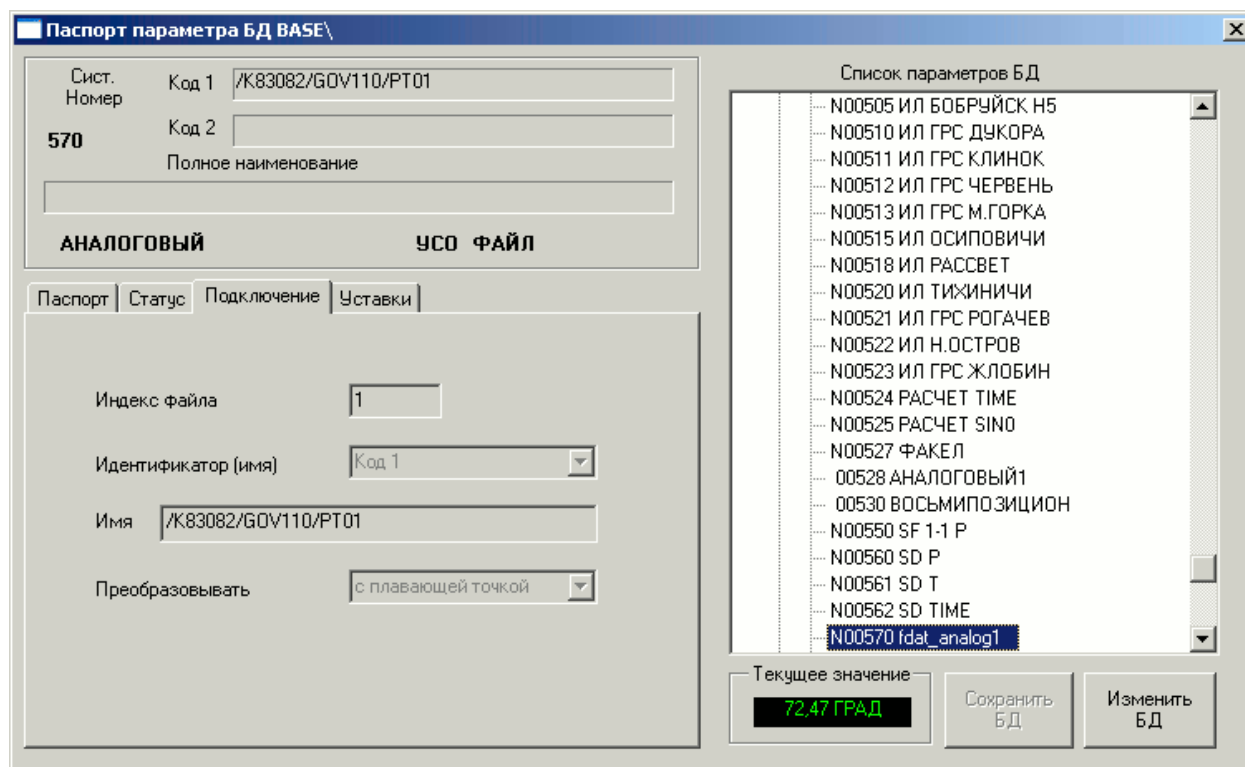 Паспорт параметра БД BASE\
Сист.
Номер
570
Код 1 /K83082/GOV110/PT01
Код 2
Полное наименование
АНАЛОГОВЫЙ УСО ФАЙЛ
Паспорт Статус Подключение Уставки
Индекс файла 1
Идентификатор (имя) Код 1
Имя /K83082/GOV110/PT01
Преобразовывать с плавающей точкой
Список параметров БД
N00505 ИЛ БОБРУЙСК Н5
N00510 ИЛ ГРС ДУКОРА
N00511 ИЛ ГРС КЛИНОК
N00512 ИЛ ГРС ЧЕРВЕНЬ
N00513 ИЛ ГРС М.ГОРКА
N00515 ИЛ ОСИПОВИЧИ
N00518 ИЛ РАССВЕТ
N00520 ИЛ ТИХИНИЧИ
N00521 ИЛ ГРС РОГАЧЕВ
N00522 ИЛ Н.ОСТРОВ
N00523 ИЛ ГРС ЖЛОБИН
N00524 РАСЧЕТ TIME
N00525 РАСЧЕТ SIN0
N00527 ФАКЕЛ
00528 АНАЛОГОВЫЙ1
00530 ВОСЬМИПОЗИЦИОН
N00550 SF 1-1 P
N00560 SD P
N00561 SD T
N00562 SD TIME
N00570 fdat_analog1
Текущее значение
72,47 ГРАД
Сохранить
БД
Изменить
БД